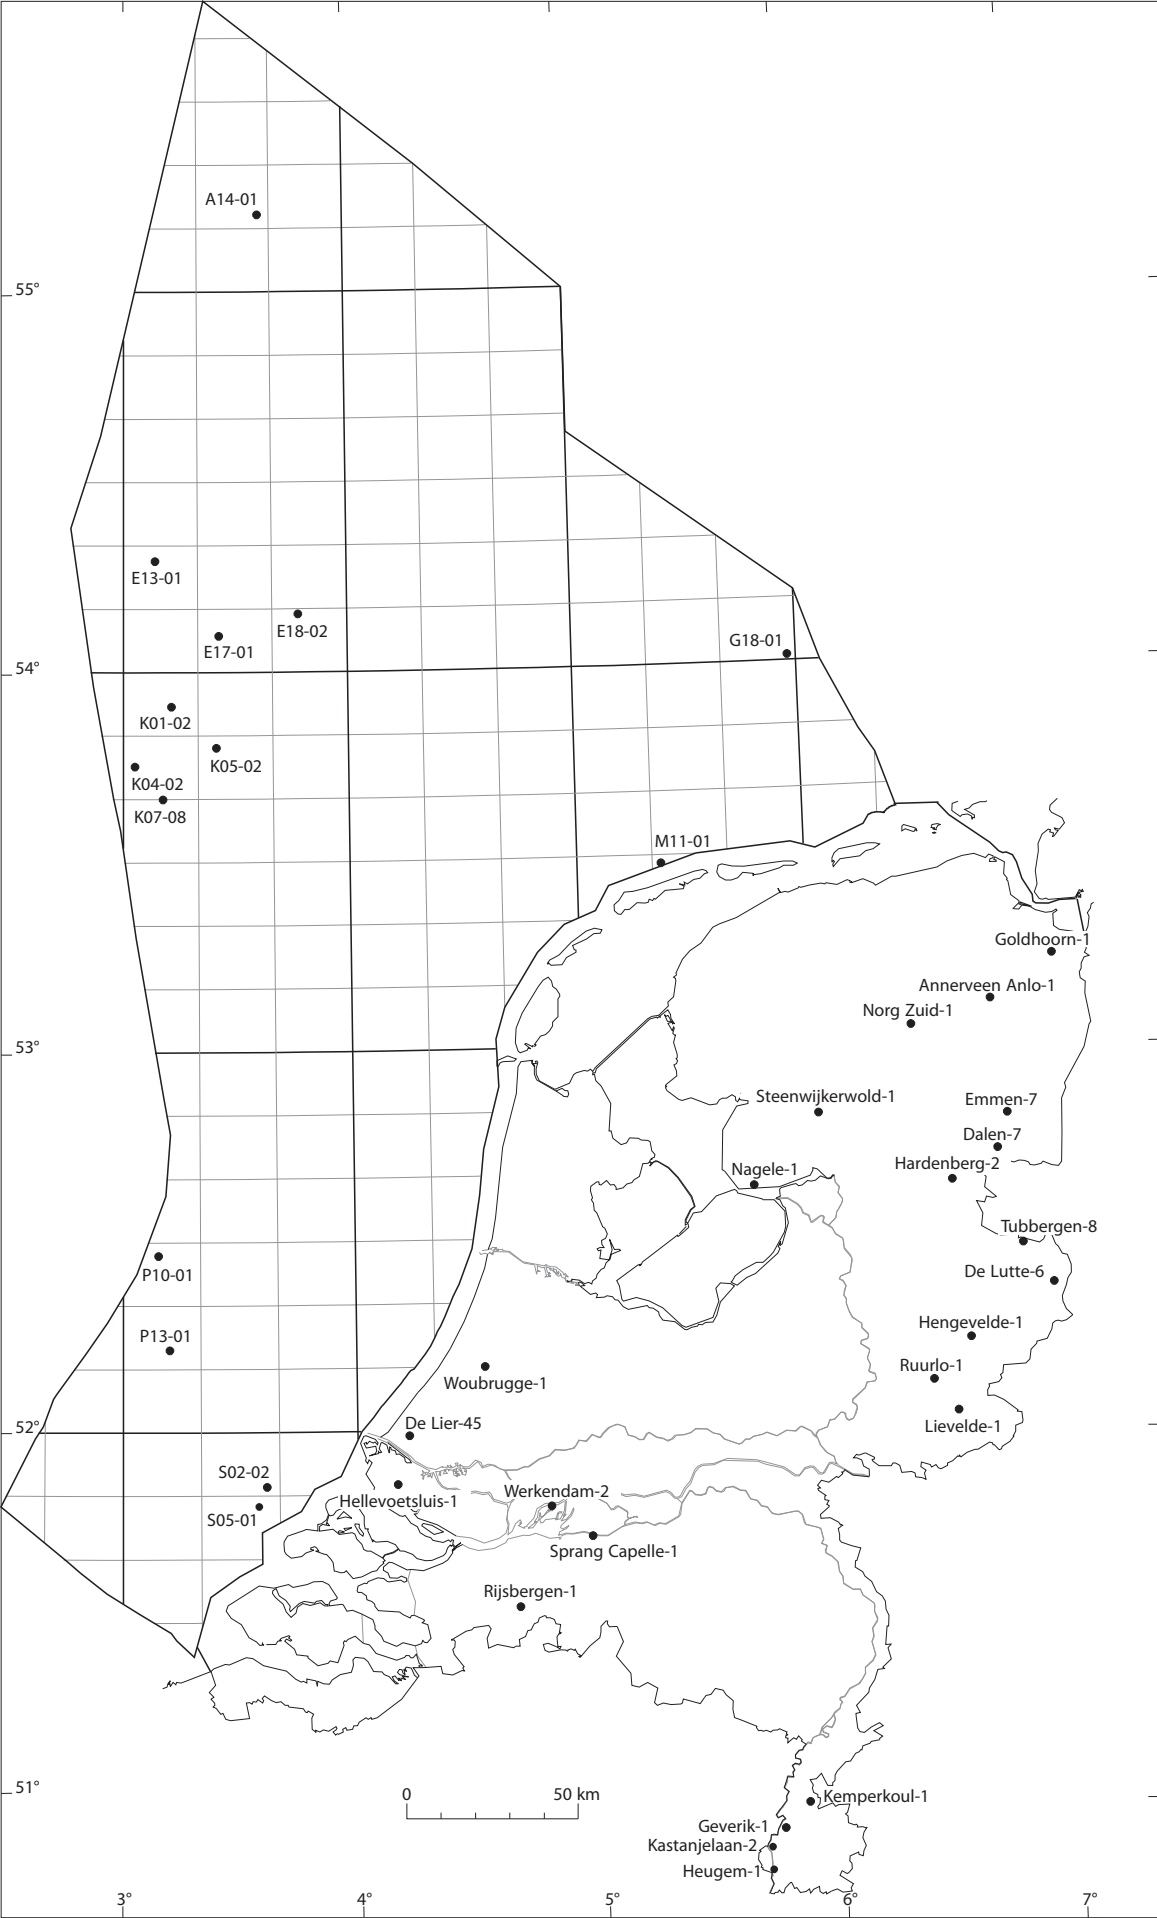 A14-01
55°
E13-01
E18-02
E17-01
G18-01
54°
K01-02
K05-02
K04-02
K07-08
M11-01
Goldhoorn-1
Annerveen Anlo-1
Norg Zuid-1
53°
Steenwijkerwold-1
Emmen-7
Dalen-7
Hardenberg-2
Nagele-1
Tubbergen-8
De Lutte-6
P10-01
Hengevelde-1
P13-01
Ruurlo-1
Woubrugge-1
De Lier-45
Lievelde-1
52°
S02-02
Werkendam-2
Hellevoetsluis-1
S05-01
Sprang Capelle-1
Rijsbergen-1
51°
0 50 km
Kemperkoul-1
Geverik-1
Kastanjelaan-2
Heugem-1
3° 4° 5° 6° 7°